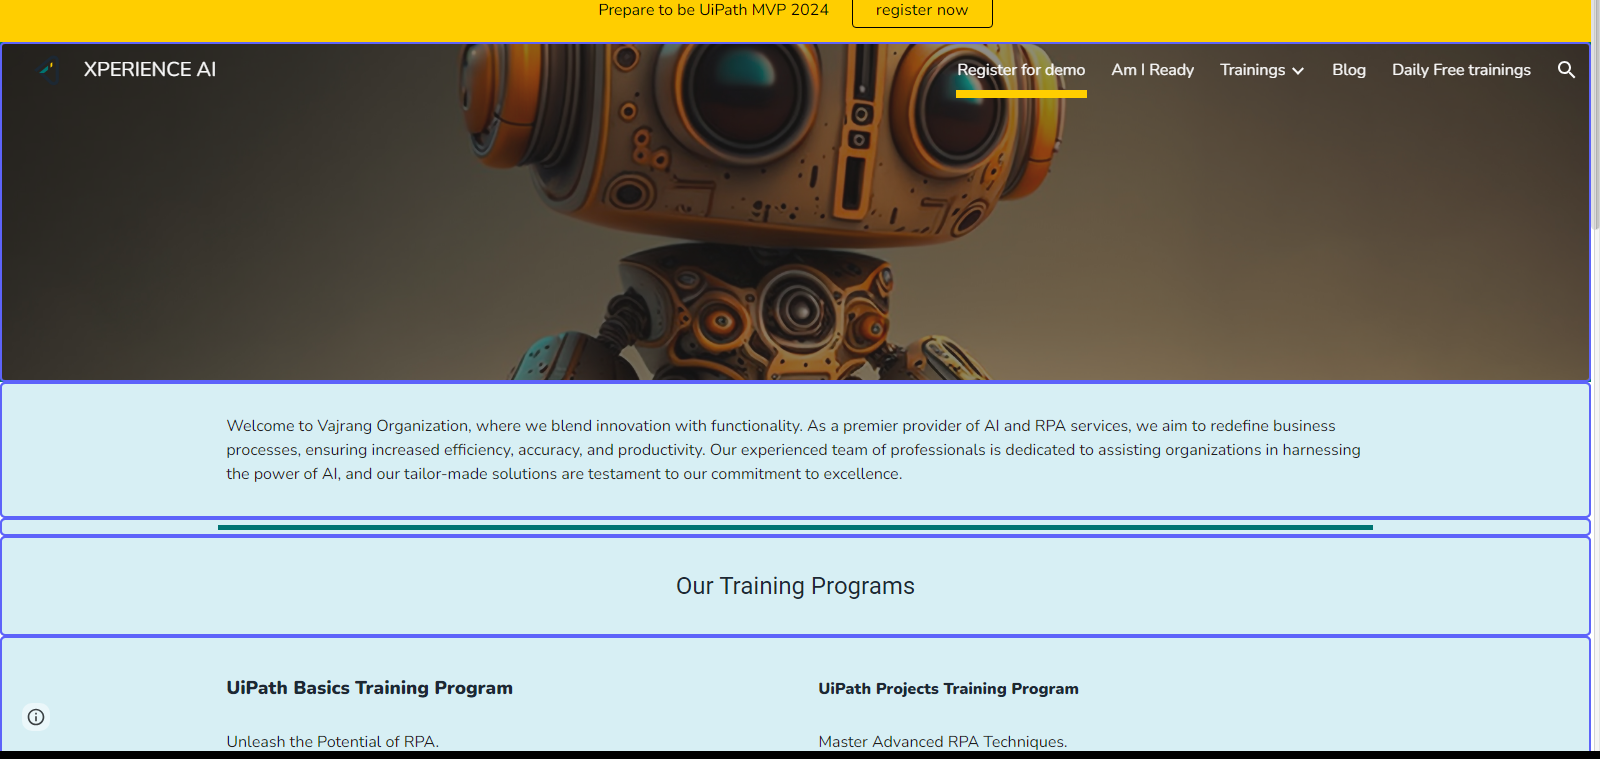 Prepare to be UiPath MVP 2024 register now
XPERIENCE AI Register for demo Am I Ready Trainings Blog Daily Free trainings
Welcome to Vajrang Organization, where we blend innovation with functionality. As a premier provider of AI and RPA services, we aim to redefine business
processes, ensuring increased efficiency, accuracy, and productivity. Our experienced team of professionals is dedicated to assisting organizations in harnessing
the power of AI, and our tailor-made solutions are testament to our commitment to excellence.
Our Training Programs
UiPath Basics Training Program
Unleash the Potential of RPA.
UiPath Projects Training Program
Master Advanced RPA Techniques.